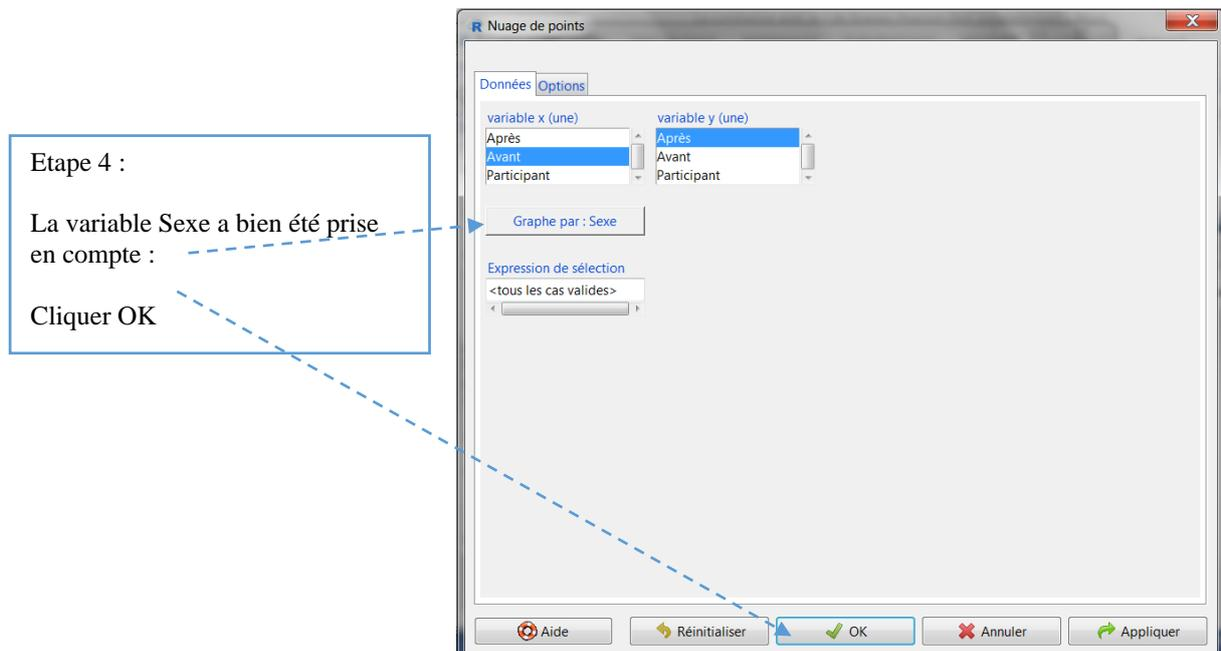 Nuage de points
Données Options
variable x (une)
Après
Avant
Participant
variable y (une)
Après
Avant
Participant
Graphe par : Sexe
Expression de sélection
<tous les cas valides>
Etape 4 :
La variable Sexe a bien été prise
en compte :
Cliquer OK
Aide
Réinitialiser
OK
Annuler
Appliquer